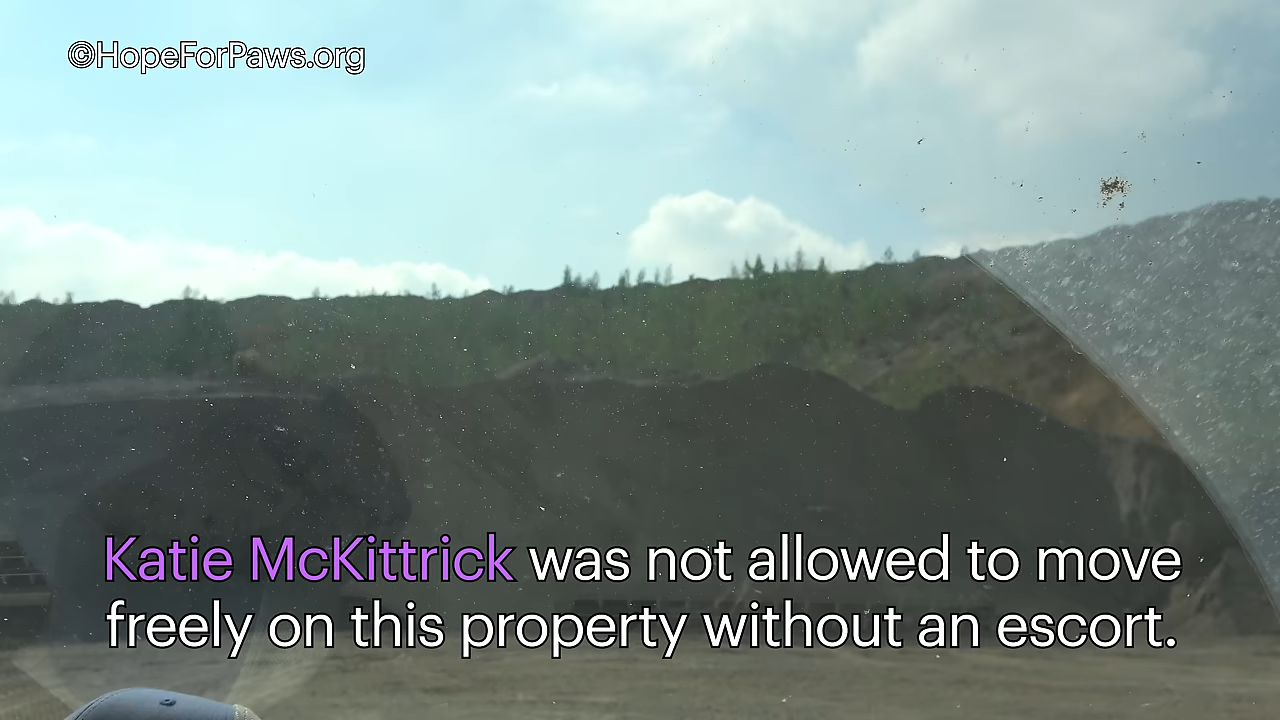 ©HopeForPaws.org
Katie McKittrick was not allowed to move
freely on this property without an escort.